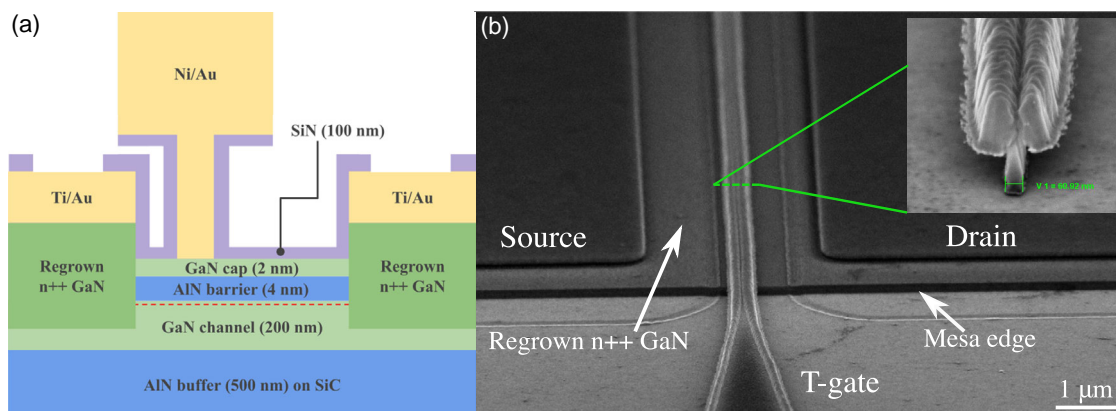 (a)
Ni/Au
SiN (100 nm)
Ti/Au
Ti/Au
Regrown
n++ GaN
GaN cap (2 nm)
AlN barrier (4 nm)
Regrown
n++ GaN
GaN channel (200 nm)
AlN buffer (500 nm) on SiC
(b)
V 1 = 60.92 nm
Source
Drain
Regrown n++ GaN
Mesa edge
T-gate
1 μm